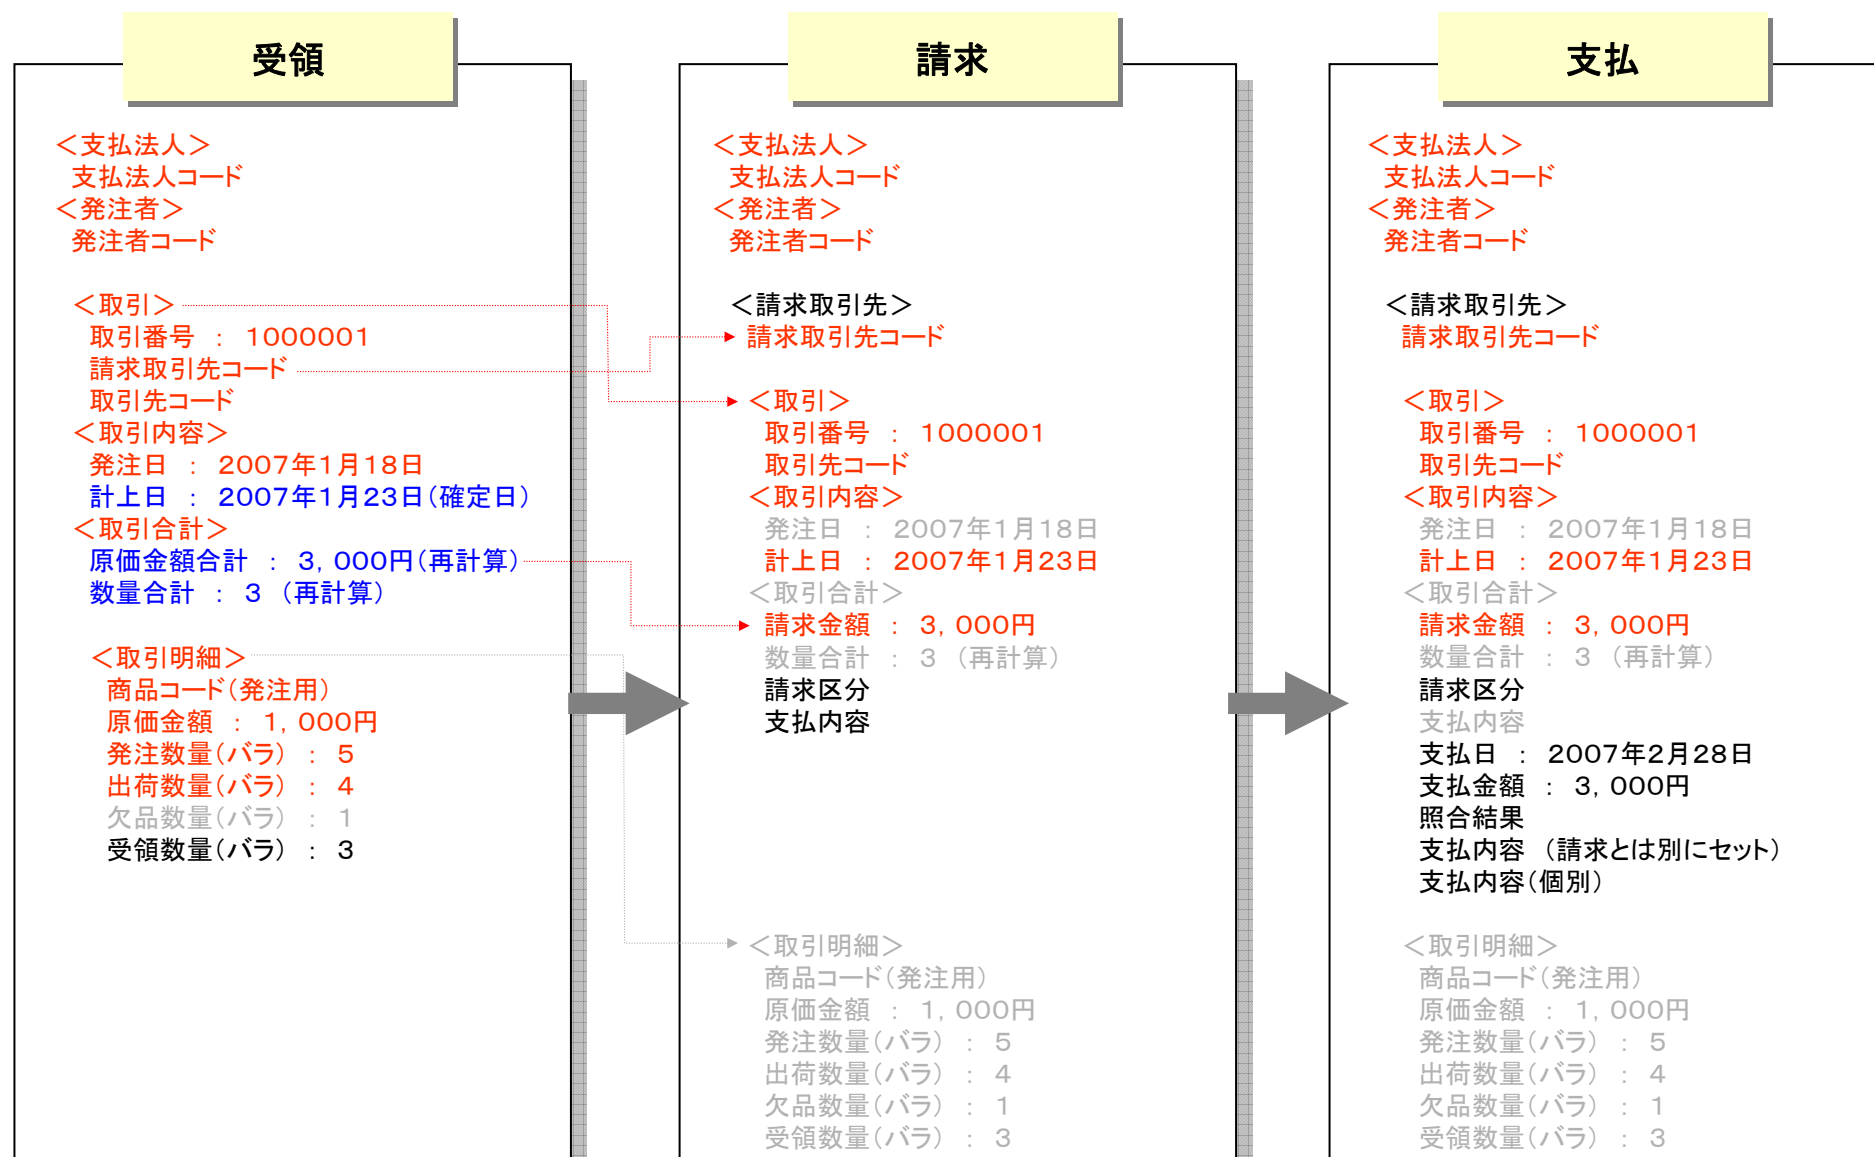 受領
＜支払法人＞
支払法人コード
＜発注者＞
発注者コード
＜取引＞
取引番号　：　１０００００１
請求取引先コード
取引先コード
＜取引内容＞
発注日　：　２００７年１月１８日
計上日　：　２００７年１月２３日（確定日）
＜取引合計＞
原価金額合計　：　３，０００円（再計算）
数量合計　：　３　（再計算）
＜取引明細＞
商品コード（発注用）
原価金額　：　１，０００円
発注数量（バラ）　：　５
出荷数量（バラ）　：　４
欠品数量（バラ）　：　１
受領数量（バラ）　：　３
請求
＜支払法人＞
支払法人コード
＜発注者＞
発注者コード
＜請求取引先＞
請求取引先コード
＜取引＞
取引番号　：　１０００００１
取引先コード
＜取引内容＞
発注日　：　２００７年１月１８日
計上日　：　２００７年１月２３日
＜取引合計＞
請求金額　：　３，０００円
数量合計　：　３　（再計算）
請求区分
支払内容
＜取引明細＞
商品コード（発注用）
原価金額　：　１，０００円
発注数量（バラ）　：　５
出荷数量（バラ）　：　４
欠品数量（バラ）　：　１
受領数量（バラ）　：　３
支払
＜支払法人＞
支払法人コード
＜発注者＞
発注者コード
＜請求取引先＞
請求取引先コード
＜取引＞
取引番号　：　１０００００１
取引先コード
＜取引内容＞
発注日　：　２００７年１月１８日
計上日　：　２００７年１月２３日
＜取引合計＞
請求金額　：　３，０００円
数量合計　：　３　（再計算）
請求区分
支払内容
支払日　：　２００７年２月２８日
支払金額　：　３，０００円
照合結果
支払内容　（請求とは別にセット）
支払内容（個別）
＜取引明細＞
商品コード（発注用）
原価金額　：　１，０００円
発注数量（バラ）　：　５
出荷数量（バラ）　：　４
欠品数量（バラ）　：　１
受領数量（バラ）　：　３